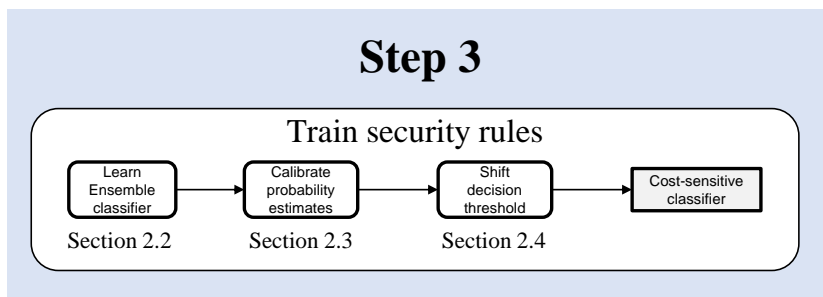 Step 3
Train security rules
Learn
Ensemble
classifier
Calibrate
probability
estimates
Shift
decision
threshold
Cost-sensitive
classifier
Section 2.2
Section 2.3
Section 2.4